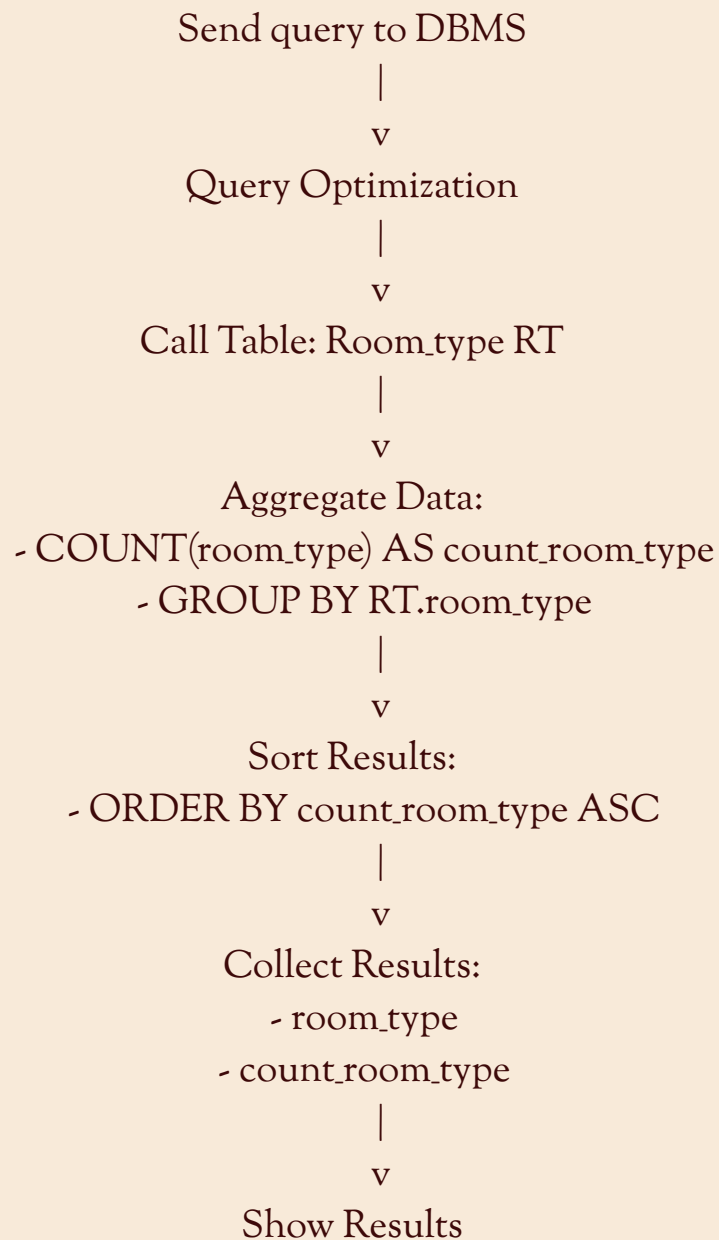 Send query to DBMS
|
v
Query Optimization
|
v
Call Table: Room_type RT
|
v
Aggregate Data:
- COUNT(room_type) AS count_room_type
- GROUP BY RT.room_type
|
v
Sort Results:
- ORDER BY count_room_type ASC
|
v
Collect Results:
- room_type
- count_room_type
|
v
Show Results